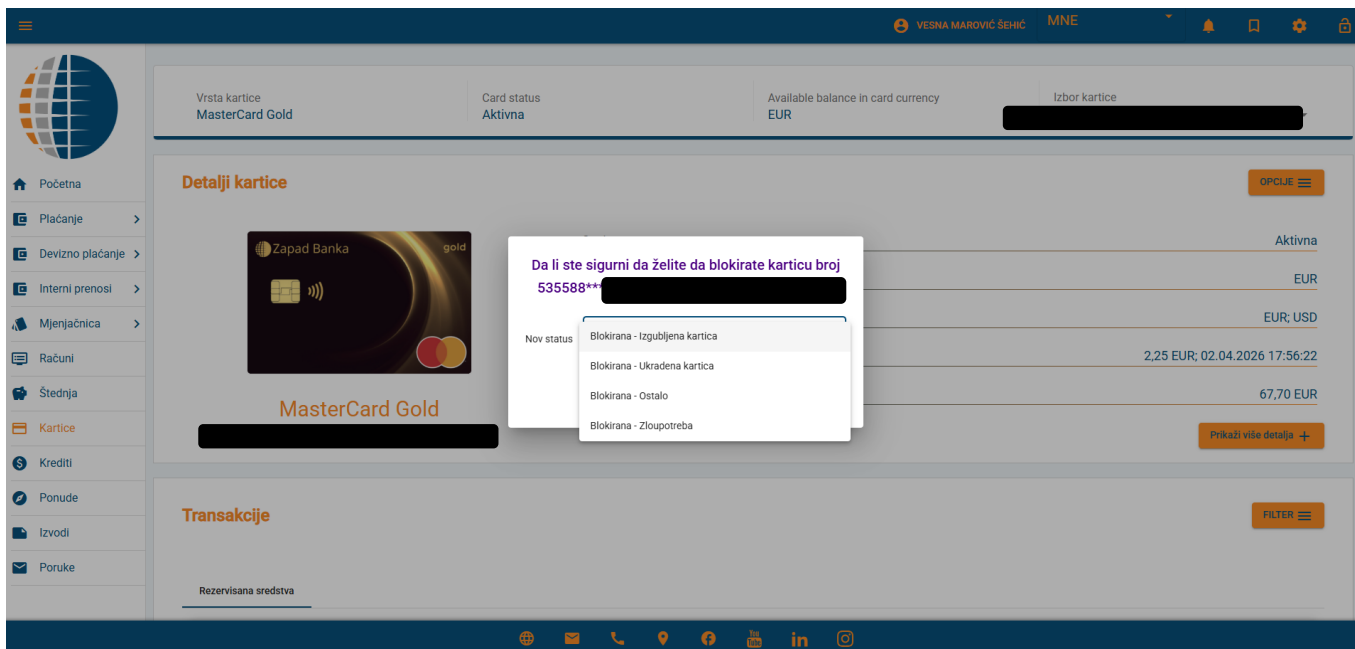 VESNA MAROVIĆ ŠEHIĆ
MNE
Vrsta kartice
MasterCard Gold
Card status
Aktivna
Available balance in card currency
EUR
Izbor kartice
Početna
Plaćanje
Devizno plaćanje
Interni prenosi
Mjenjačnica
Računi
Štednja
Kartice
Krediti
Ponude
Izvodi
Poruke
Detalji kartice
OPCIJE
Zapad Banka
gold
MasterCard Gold
Aktivna
EUR
EUR; USD
2,25 EUR; 02.04.2026 17:56:22
67,70 EUR
Prikaži više detalja
Da li ste sigurni da želite da blokirate karticu broj
535588***
Nov status
Blokirana - Izgubljena kartica
Blokirana - Ukradena kartica
Blokirana - Ostalo
Blokirana - Zloupotreba
Transakcije
FILTER
Rezervisana sredstva
You
Tube
in